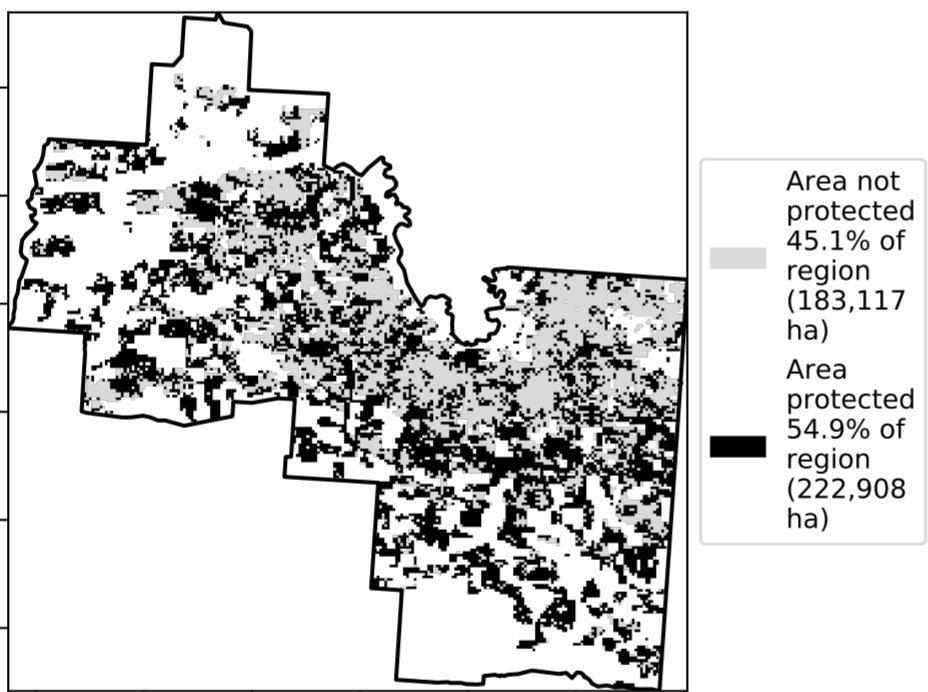 Area not
protected
45.1% of
region
(183,117
ha)
Area
protected
54.9% of
region
(222,908
ha)